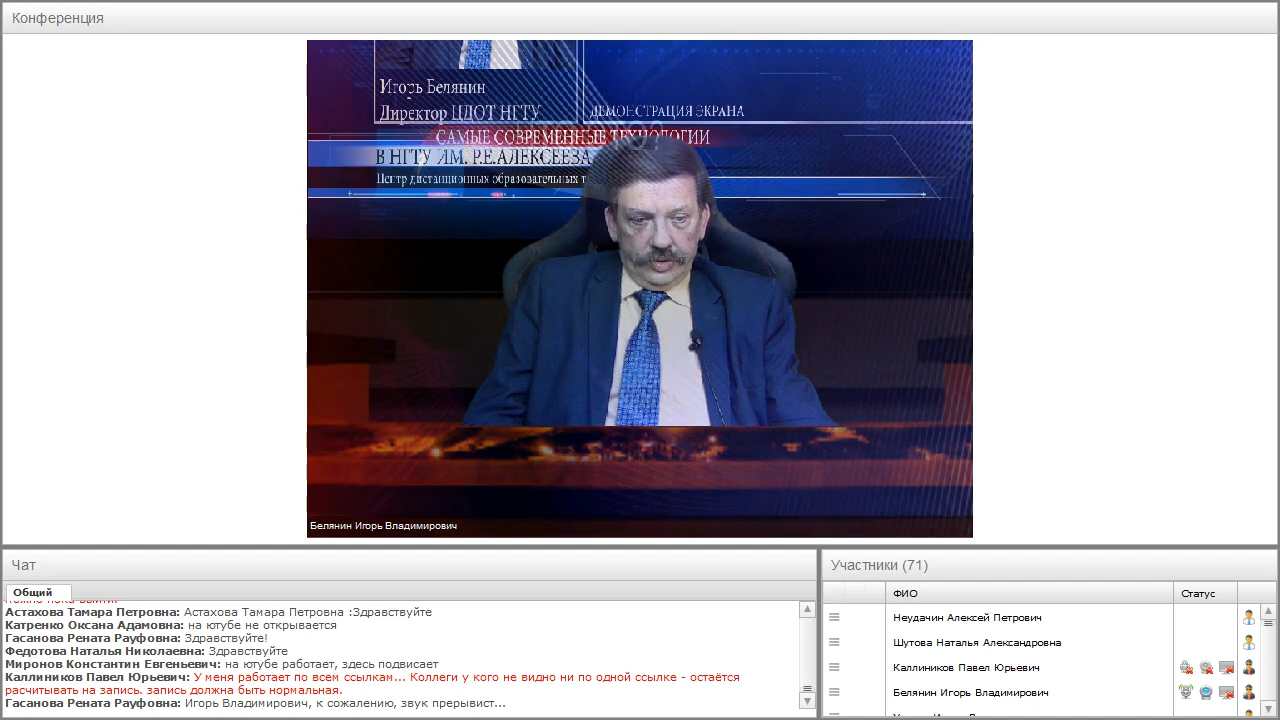 Конференция
Игорь Белянин
Директор ЦДОТ НГТУ
ДЕМОНСТРАЦИЯ ЭКРАНА
САМЫЕ СОВРЕМЕННЫЕ ТЕХНОЛОГИИ
В НГТУ ИМ. Р.Е.АЛЕКСЕЕВА
Центр дистанционных образовательных
Белянин Игорь Владимирович
Чат
Общий
Астахова Тамара Петровна: Астахова Тамара Петровна :Здравствуйте
Катренко Оксана Адамовна: на ютубе не открывается
Гасанова Рената Рауфовна: Здравствуйте!
Федотова Наталья Николаевна: Здравствуйте
Миронов Константин Евгеньевич: на ютубе работает, здесь подвисает
Каллиников Павел Юрьевич: У меня работает по всем ссылкам... Коллеги у кого не видно ни по одной ссылке - остаётся
расчитывать на запись. запись должна быть нормальная.
Гасанова Рената Рауфовна: Игорь Владимирович, к сожалению, звук прерывист...
Участники (71)
ФИО Статус
Неудачин Алексей Петрович
Шутова Наталья Александровна
Каллиников Павел Юрьевич
Белянин Игорь Владимирович